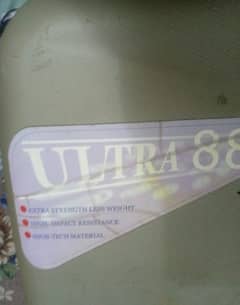 ULTRA 88
EXTRA STRENGTH LESS WEIGHT
HIGH-IMPACT RESISTANCE
HIGH-TECH MATERIAL